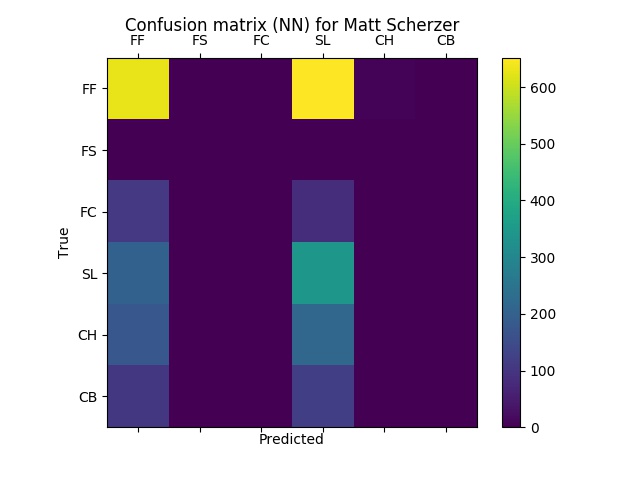 Confusion matrix (NN) for Matt Scherzer
FF FS FC SL CH CB
FF
FS
FC
SL
CH
CB
True
Predicted
600
500
400
300
200
100
0